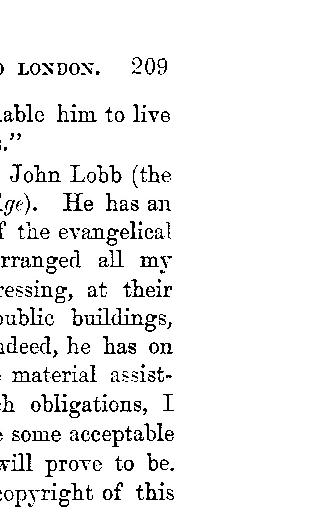 LONDON. 209
able him to live
."
John Lobb (the
ge). He has an
f the evangelical
rranged all my
ressing, at their
public buildings,
ndeed, he has on
material assist-
ch obligations, I
e some acceptable
will prove to be.
copyright of this